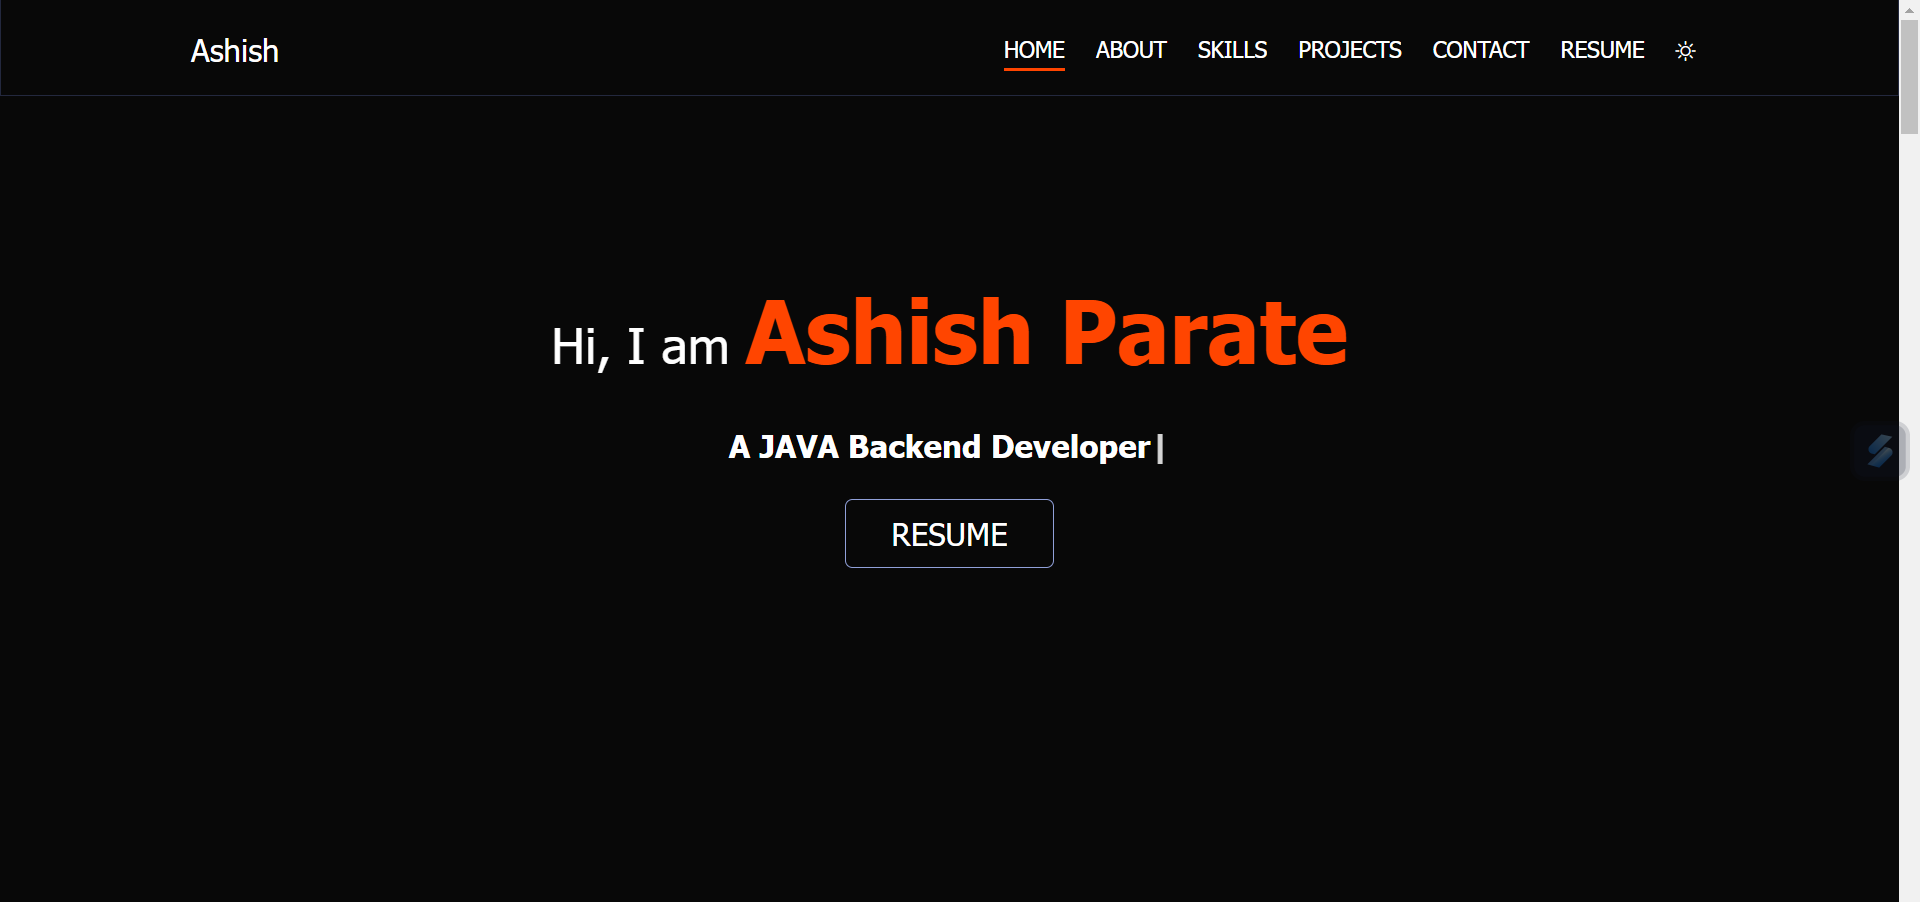 Ashish
HOME ABOUT SKILLS PROJECTS CONTACT RESUME
Hi, I am Ashish Parate
A JAVA Backend Developer|
RESUME